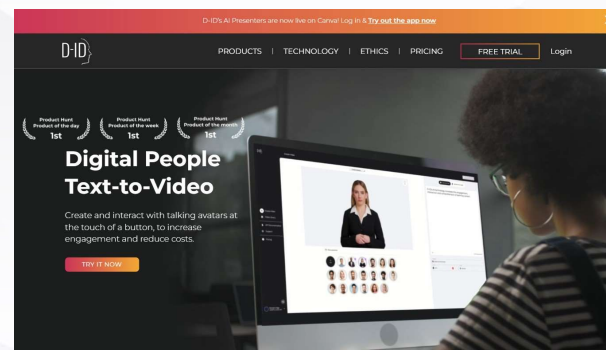 D-ID's AI Presenters are now live on Canva! Log in & Try out the app now
D-ID
PRODUCTS | TECHNOLOGY | ETHICS | PRICING
FREE TRIAL
Login
Product Hunt
Product of the day
1st
Product Hunt
Product of the week
1st
Product Hunt
Product of the month
1st
Digital People
Text-to-Video
Create and interact with talking avatars at
the touch of a button, to increase
engagement and reduce costs.
TRY IT NOW